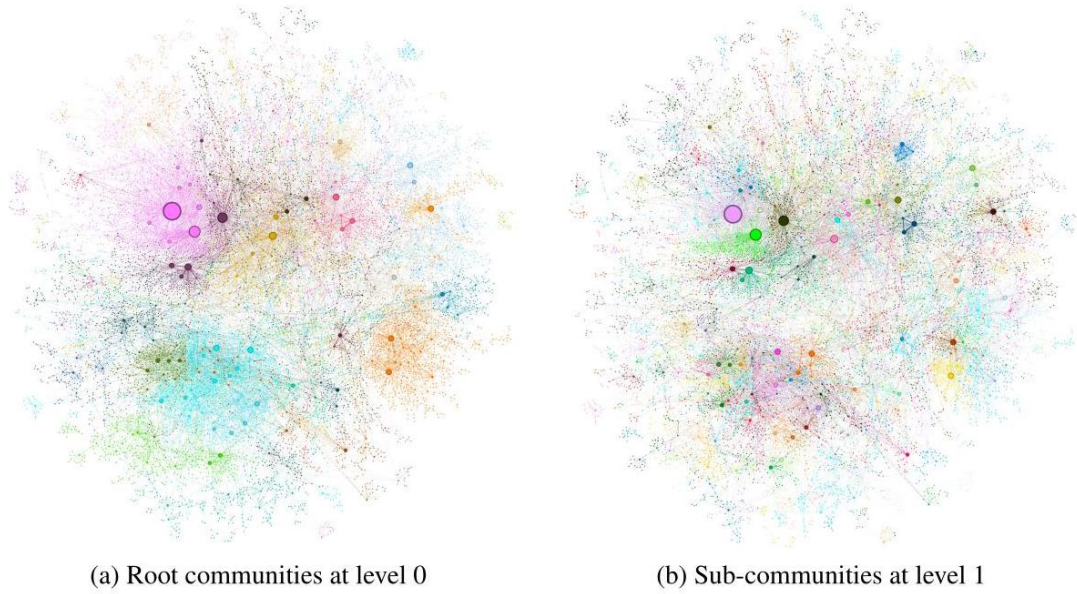 (a) Root communities at level 0
(b) Sub-communities at level 1